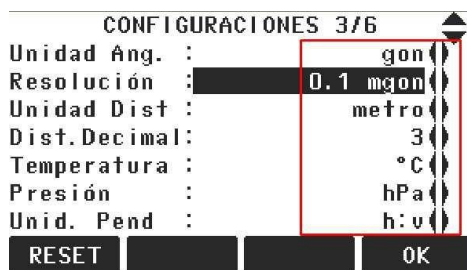 CONFIGURACIONES 3/6
Unidad Ang. : gon
Resolución : 0.1 mgon
Unidad Dist : metro
Dist.Decimal: 3
Temperatura : °C
Presión : hPa
Unid. Pend : h:v
RESET OK